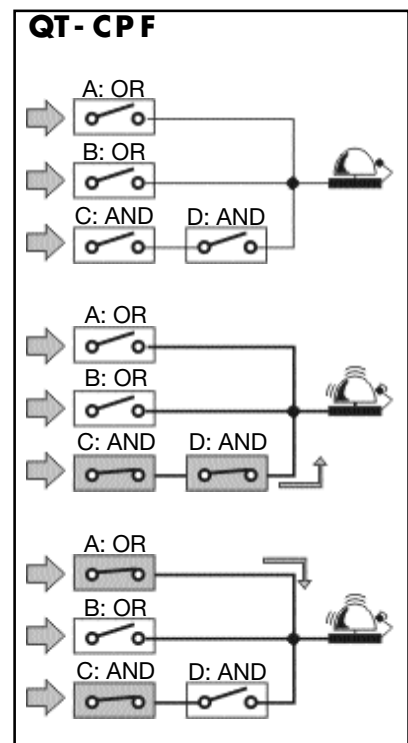 QT-CPF
A: OR
B: OR
C: AND D: AND
A: OR
B: OR
C: AND D: AND
A: OR
B: OR
C: AND D: AND